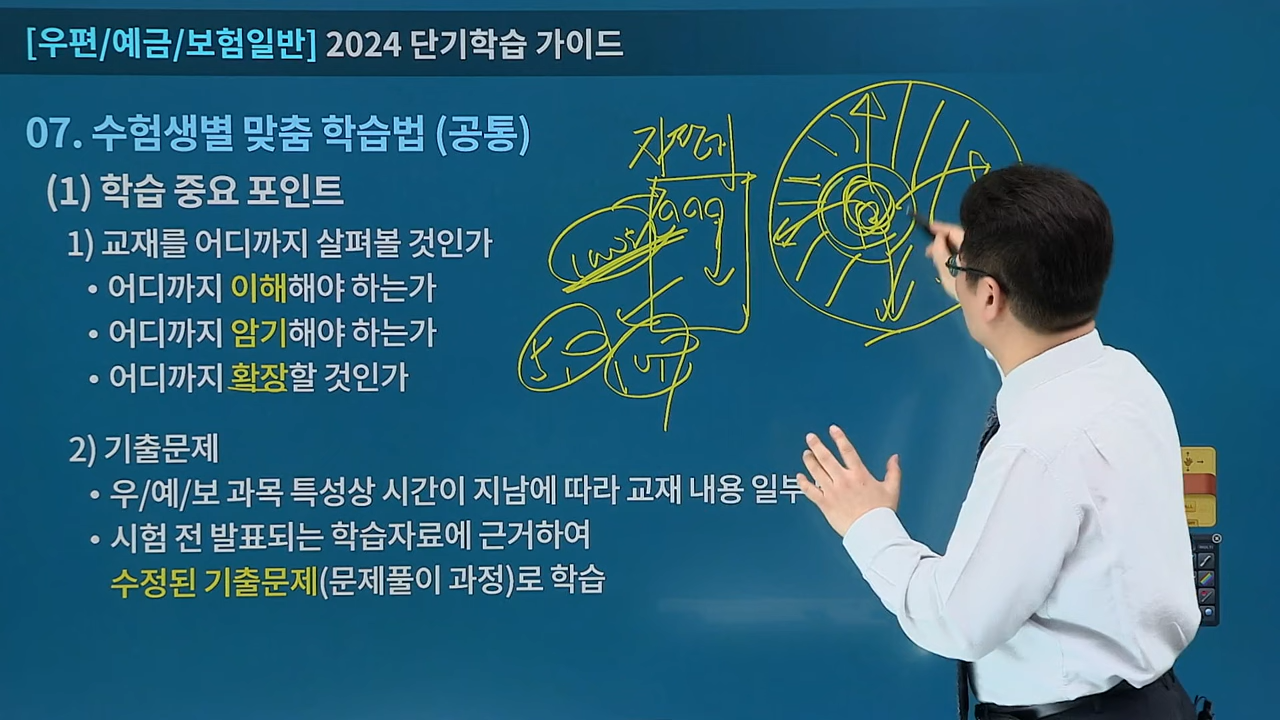 [우편/예금/보험일반] 2024 단기학습 가이드
07. 수험생별 맞춤 학습법 (공통)
(1) 학습 중요 포인트
1) 교재를 어디까지 살펴볼 것인가
• 어디까지 이해해야 하는가
• 어디까지 암기해야 하는가
• 어디까지 확장할 것인가
2) 기출문제
• 우/예/보 과목 특성상 시간이 지남에 따라 교재 내용 일부
• 시험 전 발표되는 학습자료에 근거하여
수정된 기출문제(문제풀이 과정)로 학습